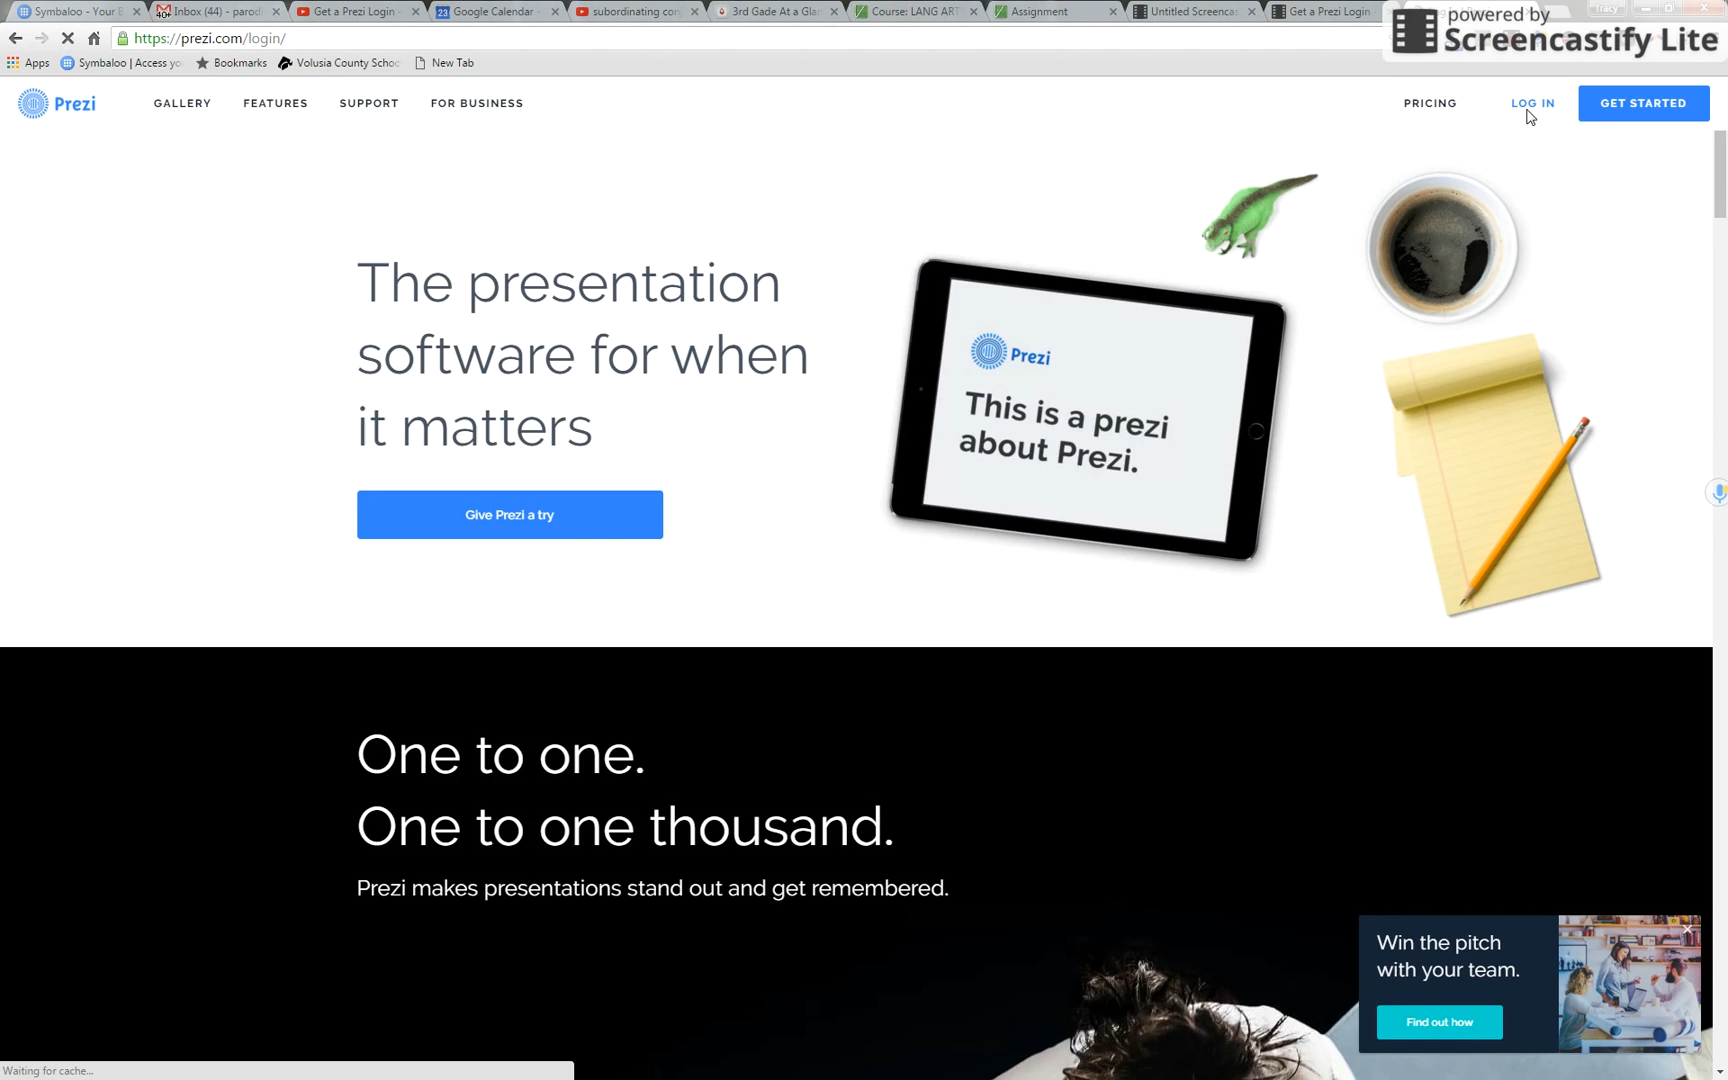 Symbaloo - Your B
Inbox (44) - parod
Get a Prezi Login -
Google Calendar -
subordinating con
3rd Gade At a Glan
Course: LANG ART
Assignment
Untitled Screencas
Get a Prezi Login
Tracy
powered by
Screencastify Lite
https://prezi.com/login/
Apps
Symbaloo | Access yo
Bookmarks
Volusia County Schoo
New Tab
Prezi
GALLERY
FEATURES
SUPPORT
FOR BUSINESS
PRICING
LOG IN
GET STARTED
The presentation
software for when
it matters
Give Prezi a try
Prezi
This is a prezi
about Prezi.
One to one.
One to one thousand.
Prezi makes presentations stand out and get remembered.
Win the pitch
with your team.
Find out how
Waiting for cache...